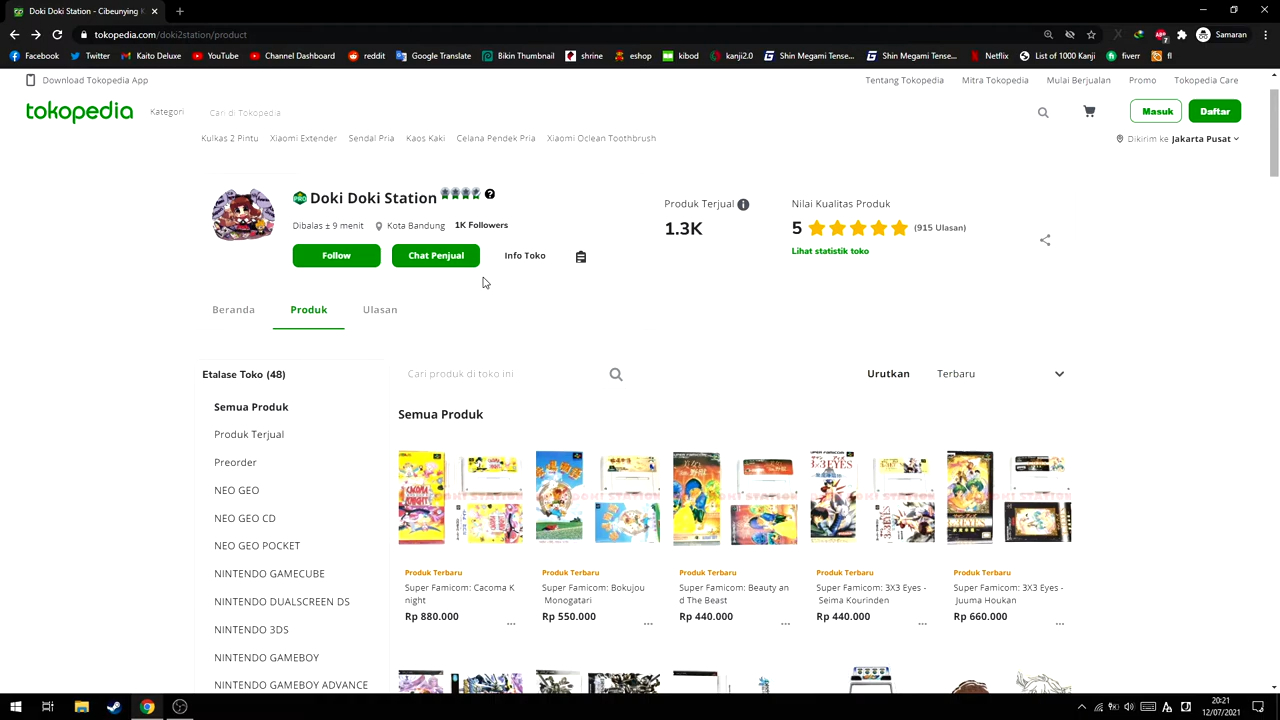 Doki Doki Station
doki2station/product
Samaran
Facebook
Twitter
Kaito Deluxe
YouTube
Channel Dashboard
reddit
Google Translate
Bikin Thumbnail
shrine
eshop
kibod
kanji2.0
Shin Megami Tensei...
Shin Megami Tensei...
Netflix
List of 1000 Kanji
fiverr
fl
Download Tokopedia App
Tentang Tokopedia
Mitra Tokopedia
Mulai Berjualan
Promo
Tokopedia Care
tokopedia
Kategori
Cari di Tokopedia
Masuk
Daftar
Kulkas 2 Pintu
Xiaomi Extender
Sendal Pria
Kaos Kaki
Celana Pendek Pria
Xiaomi Oclean Toothbrush
Dikirim ke Jakarta Pusat
PRO Doki Doki Station
Dibalas ± 9 menit
Kota Bandung
1K Followers
Follow
Chat Penjual
Info Toko
Produk Terjual
1.3K
Nilai Kualitas Produk
5 (915 Ulasan)
Lihat statistik toko
Beranda
Produk
Ulasan
Etalase Toko (48)
Semua Produk
Produk Terjual
Preorder
NEO GEO
NEO GEO CD
NEO GEO POCKET
NINTENDO GAMECUBE
NINTENDO DUALSCREEN DS
NINTENDO 3DS
NINTENDO GAMEBOY
NINTENDO GAMEBOY ADVANCE
Cari produk di toko ini
Urutkan
Terbaru
Semua Produk
Produk Terbaru
Super Famicom: Cacoma K
night
Rp 880.000
Produk Terbaru
Super Famicom: Bokujou
Monogatari
Rp 550.000
Produk Terbaru
Super Famicom: Beauty an
d The Beast
Rp 440.000
Produk Terbaru
Super Famicom: 3X3 Eyes -
Seima Kourinden
Rp 440.000
Produk Terbaru
Super Famicom: 3X3 Eyes -
Juuma Houkan
Rp 660.000
20:21
12/07/2021